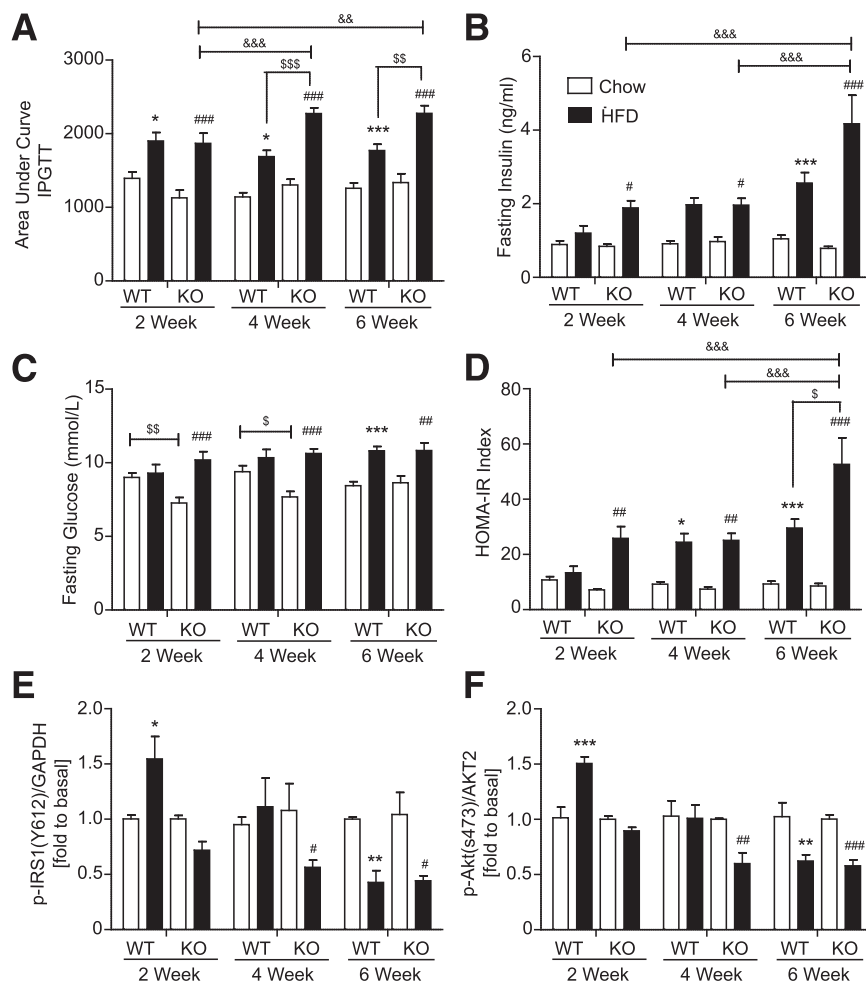 A
&&
&&&
$$$
$$
*
###
*
###
***
###
Area Under Curve
IPGTT
3000
2000
1000
0
WT KO WT KO WT KO
2 Week 4 Week 6 Week
B
&&&
&&&
Chow
HFD
#
#
***
###
Fasting Insulin (ng/ml)
6
4
2
0
WT KO WT KO WT KO
2 Week 4 Week 6 Week
C
$$
###
$
###
***
##
Fasting Glucose (mmol/L)
15
10
5
0
WT KO WT KO WT KO
2 Week 4 Week 6 Week
D
&&&
&&&
$
##
*
##
***
###
HOMA-IR Index
80
60
40
20
0
WT KO WT KO WT KO
2 Week 4 Week 6 Week
E
*
#
**
#
p-IRS1(Y612)/GAPDH
[fold to basal]
2.0
1.5
1.0
0.5
0
WT KO WT KO WT KO
2 Week 4 Week 6 Week
F
***
##
**
###
p-Akt(s473)/AKT2
[fold to basal]
2.0
1.5
1.0
0.5
0
WT KO WT KO WT KO
2 Week 4 Week 6 Week